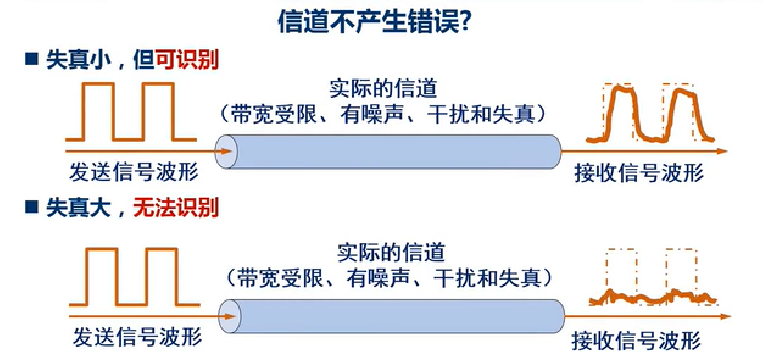 信道不产生错误?
■ 失真小，但可识别
实际的信道
（带宽受限、有噪声、干扰和失真）
发送信号波形
接收信号波形
■ 失真大，无法识别
实际的信道
（带宽受限、有噪声、干扰和失真）
发送信号波形
接收信号波形